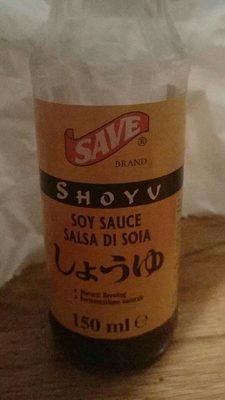 SAVE®
BRAND
SHOYU
SOY SAUCE
SALSA DI SOIA
しょうゆ
• Natural Brewing
• Fermentazione naturale
150 ml ℮